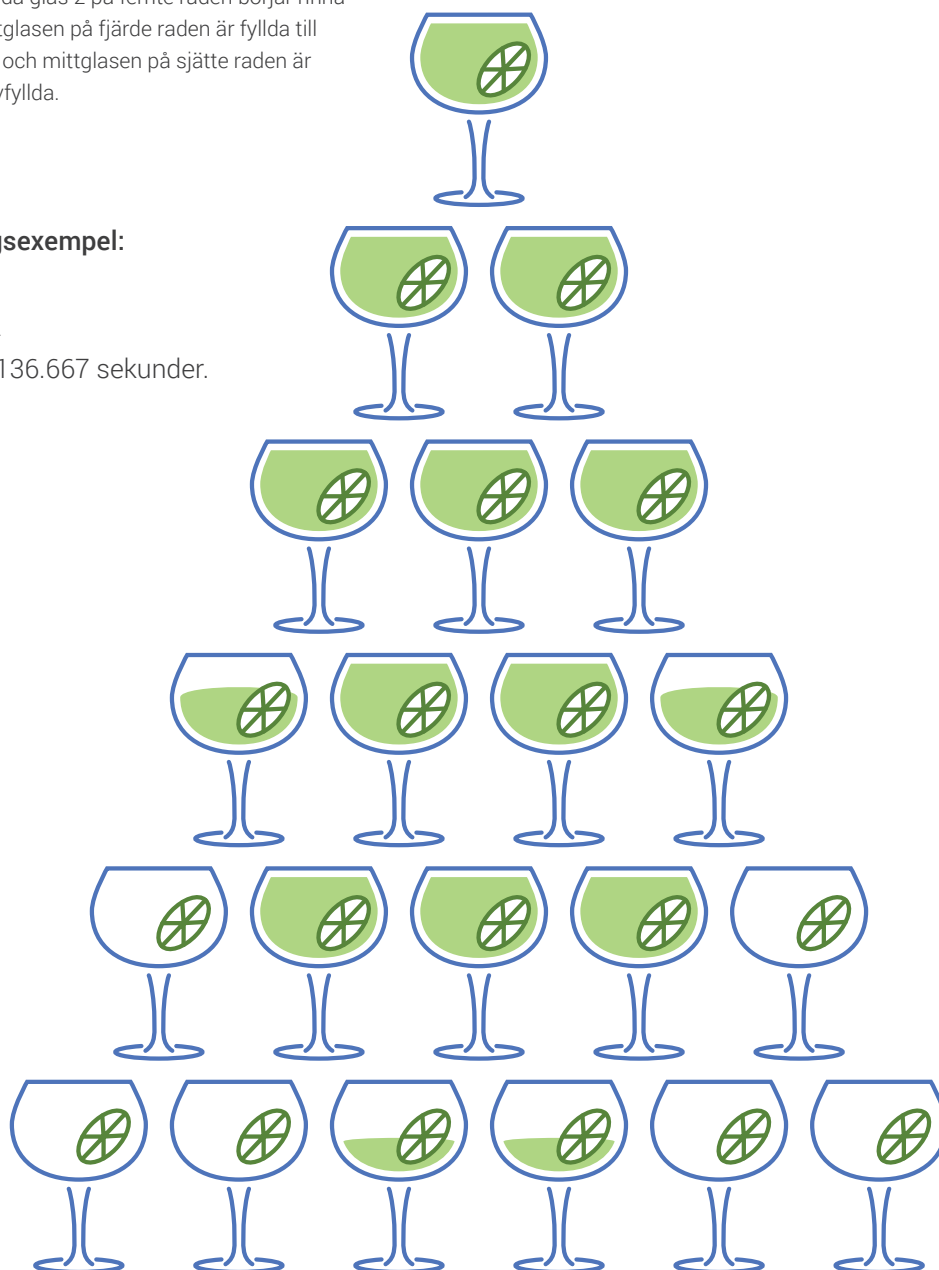 da glas 2 på femte raden börjar rinna
tglasen på fjärde raden är fyllda till
och mittglasen på sjätte raden är
fyllda.
gsexempel:
136.667 sekunder.